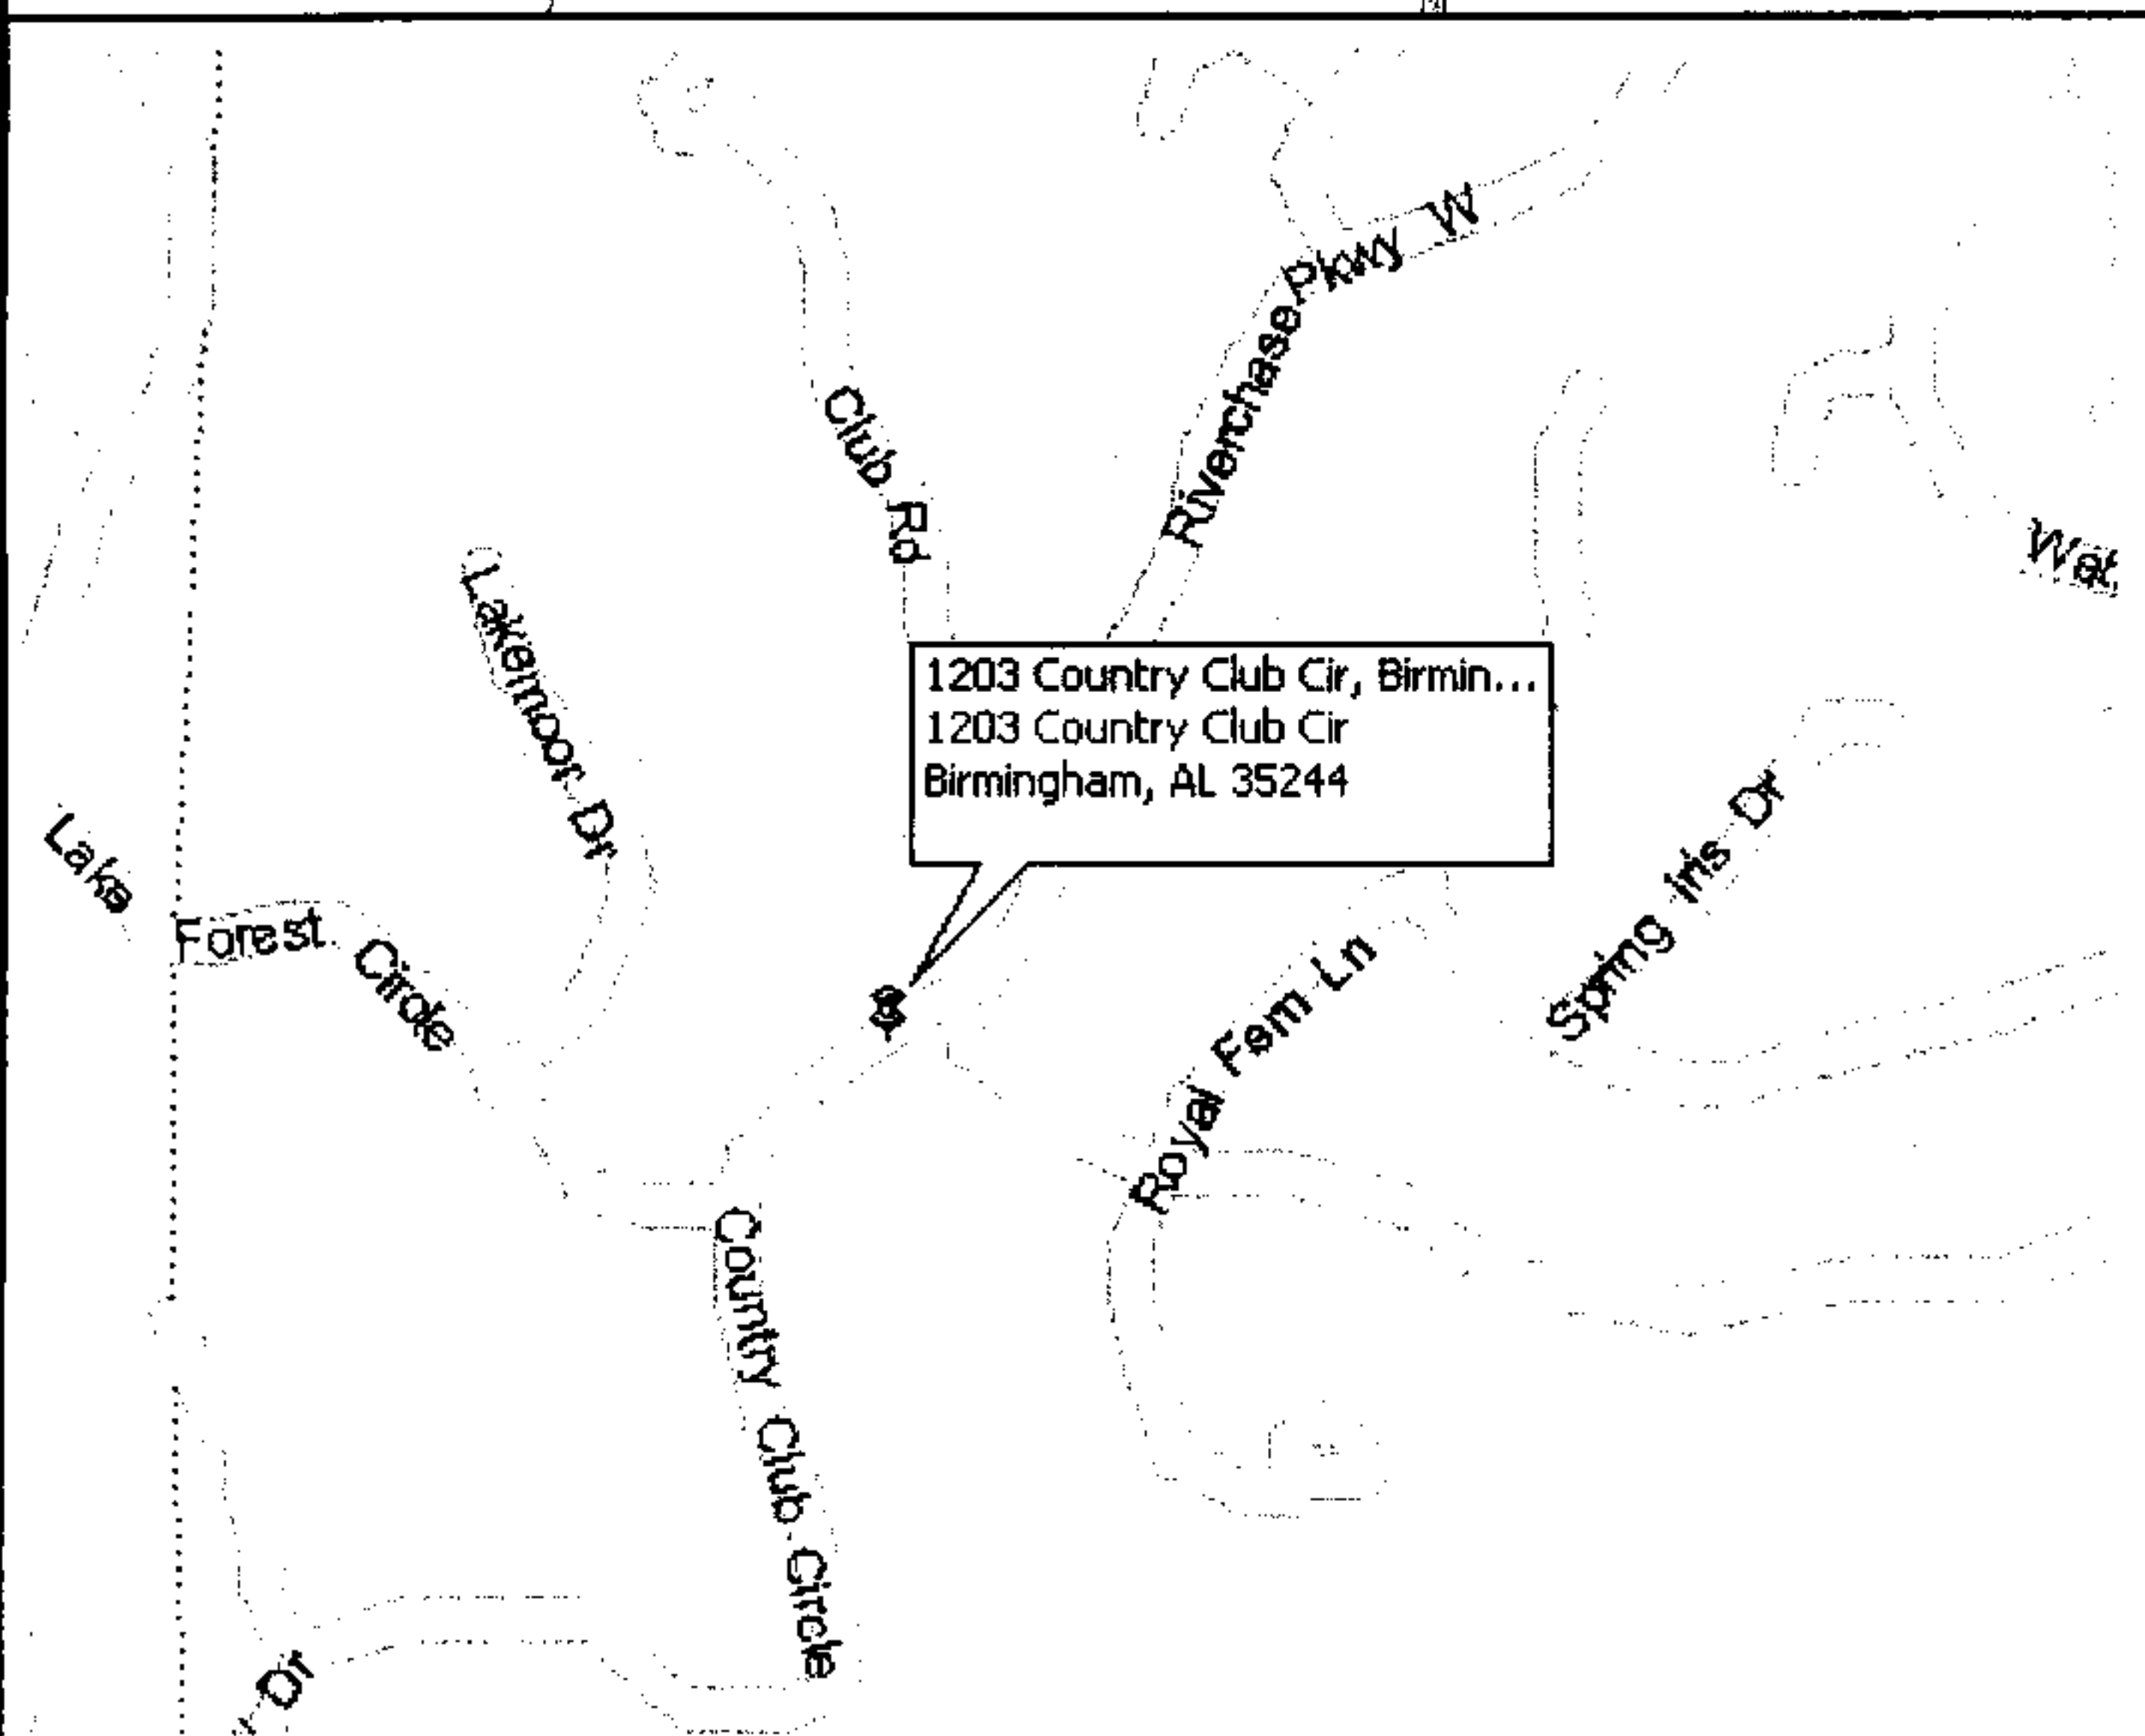 Riverchase Pkwy W
Club Rd
Lakemoor Dr
1203 Country Club Cir, Birmin...
1203 Country Club Cir
Birmingham, AL 35244
Lake
Forest
Circle
Spring Iris Dr
Royal Fern Ln
Country Club Circle
Dr